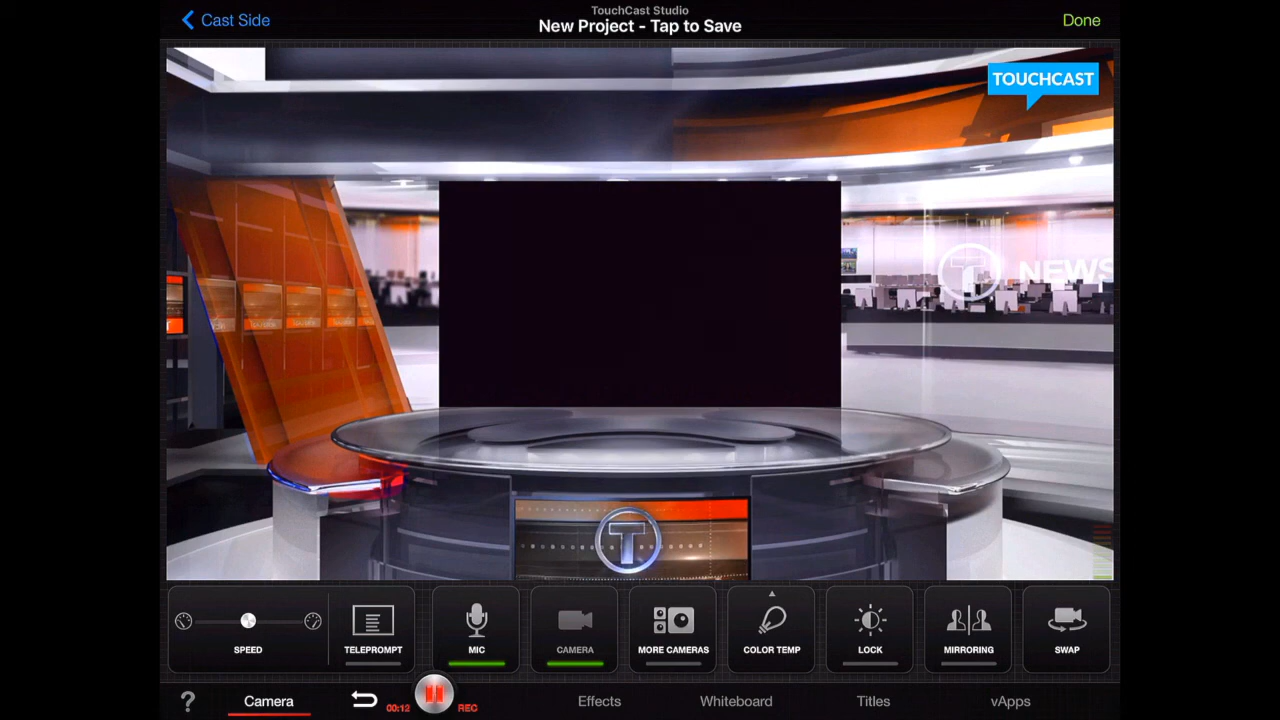 Cast Side
TouchCast Studio
New Project - Tap to Save
Done
TOUCHCAST
T NEWS
T
SPEED
TELEPROMPT
MIC
CAMERA
MORE CAMERAS
COLOR TEMP
LOCK
MIRRORING
SWAP
?
Camera
00:12
REC
Effects
Whiteboard
Titles
vApps